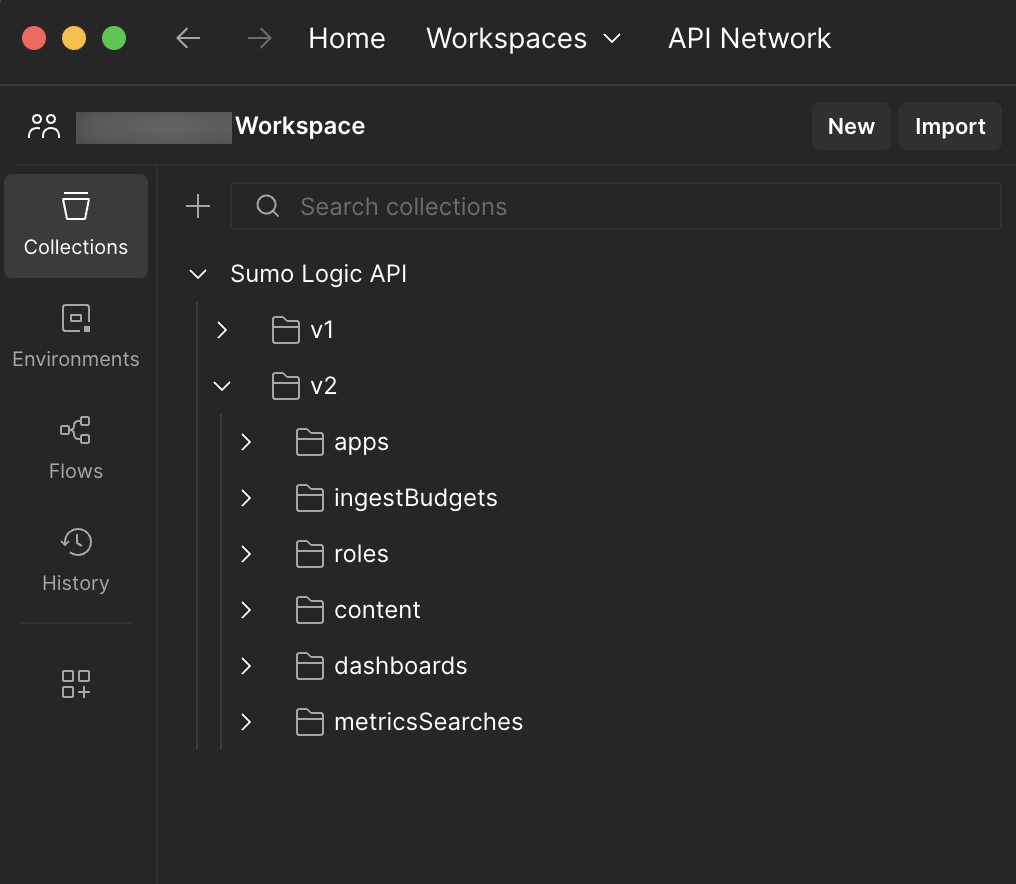 Home Workspaces API Network
Workspace New Import
Collections
Environments
Flows
History
Search collections
Sumo Logic API
v1
v2
apps
ingestBudgets
roles
content
dashboards
metricsSearches